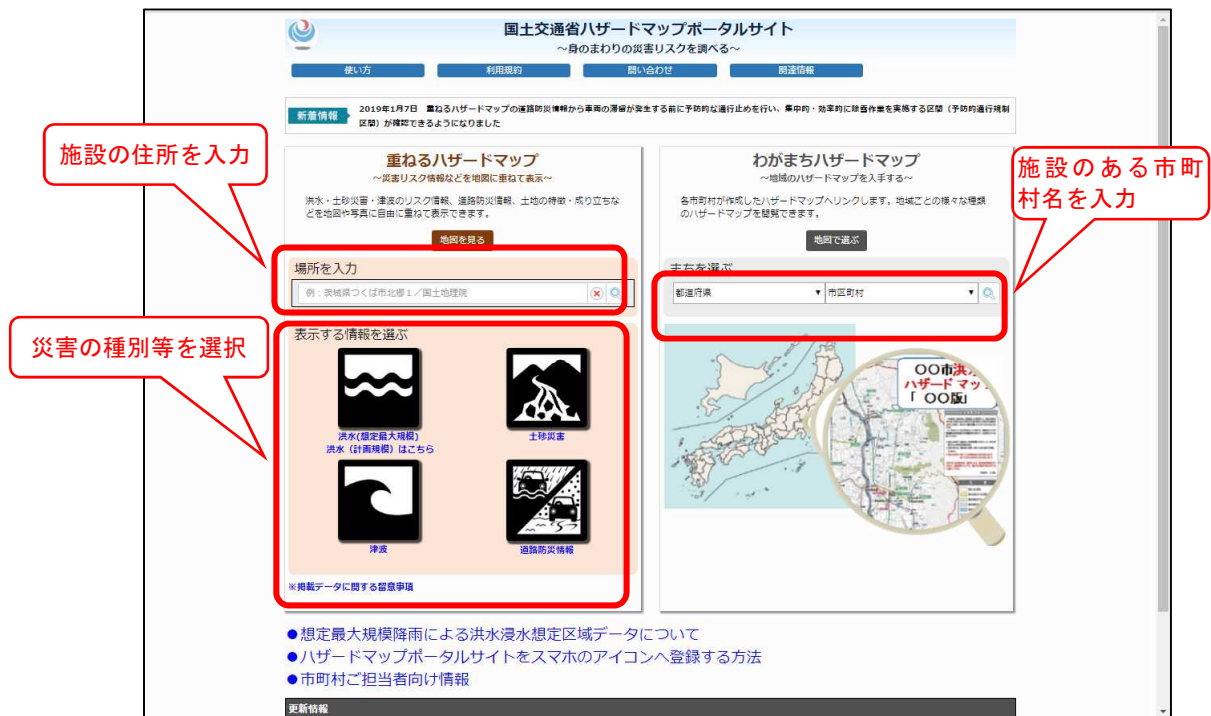 国土交通省ハザードマップポータルサイト
～身のまわりの災害リスクを調べる～
使い方
利用規約
問い合わせ
関連情報
新着情報
2019年1月7日 重ねるハザードマップの道路防災情報から車両の滞留が発生する前に予防的な通行止めを行い、集中的・効率的に除雪作業を実施する区間（予防的通行規制
区間）が確認できるようになりました
施設の住所を入力
重ねるハザードマップ
～災害リスク情報などを地図に重ねて表示～
洪水・土砂災害・津波のリスク情報、道路防災情報、土地の特徴・成り立ちな
どを地図や写真に自由に重ねて表示できます。
地図を見る
場所を入力
例：茨城県つくば市北郷１／国土地理院
災害の種別等を選択
表示する情報を選ぶ
洪水(想定最大規模)
洪水（計画規模）はこちら
土砂災害
津波
道路防災情報
※掲載データに関する留意事項
わがまちハザードマップ
～地域のハザードマップを入手する～
各市町村が作成したハザードマップへリンクします。地域ごとの様々な種類
のハザードマップを閲覧できます。
地図で選ぶ
まちを選ぶ
都道府県
市区町村
施設のある市町
村名を入力
〇〇市洪水
ハザードマッ
「 〇〇版」
●想定最大規模降雨による洪水浸水想定区域データについて
●ハザードマップポータルサイトをスマホのアイコンへ登録する方法
●市町村ご担当者向け情報
更新情報